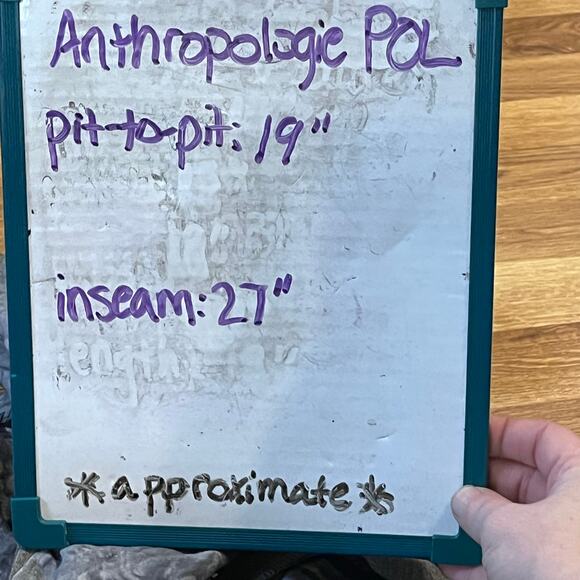 Anthropologie POL
pit-to-pit: 19"
inseam: 27"
*approximate*